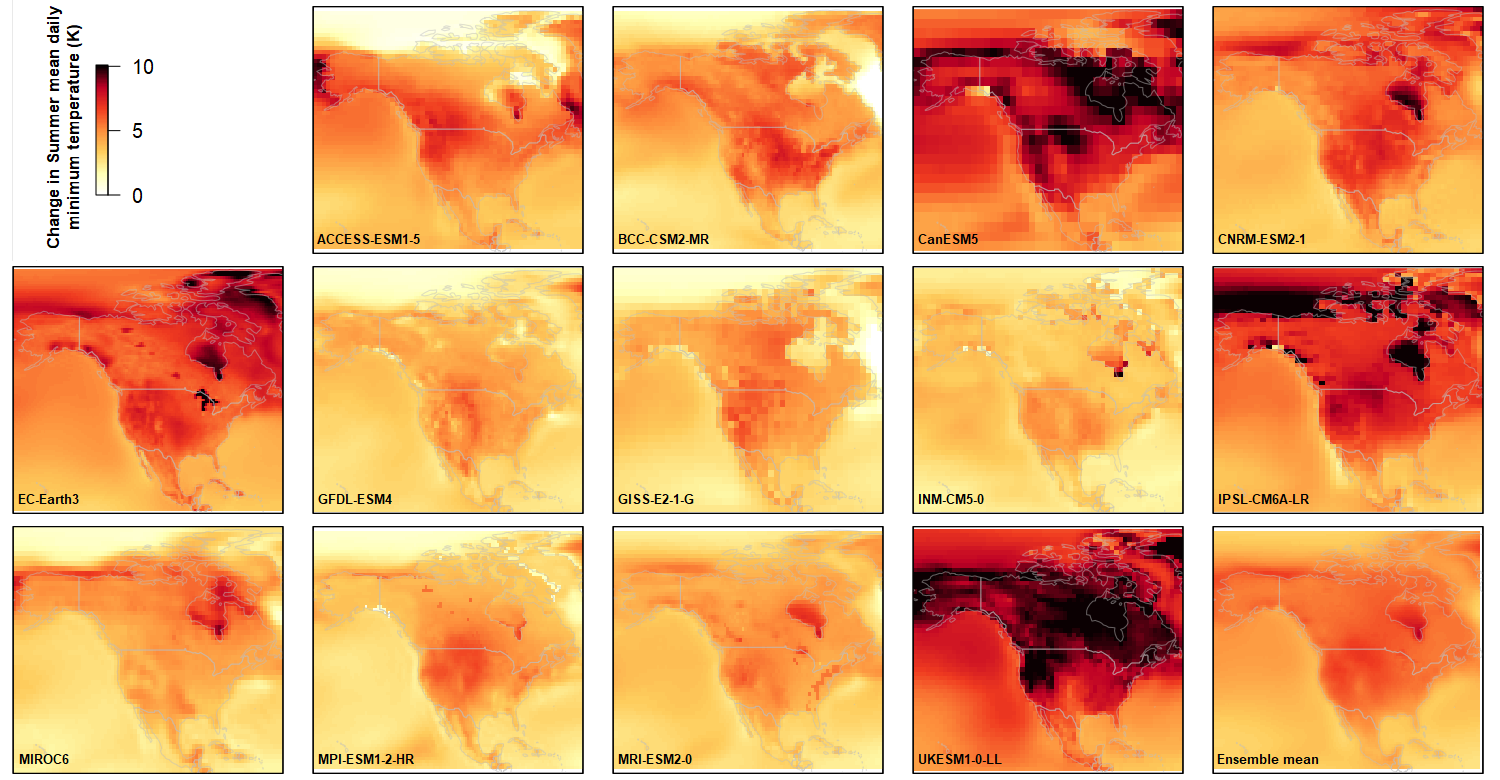 Change in Summer mean daily
minimum temperature (K)
10
5
0
ACCESS-ESM1-5
BCC-CSM2-MR
CanESM5
CNRM-ESM2-1
EC-Earth3
GFDL-ESM4
GISS-E2-1-G
INM-CM5-0
IPSL-CM6A-LR
MIROC6
MPI-ESM1-2-HR
MRI-ESM2-0
UKESM1-0-LL
Ensemble mean